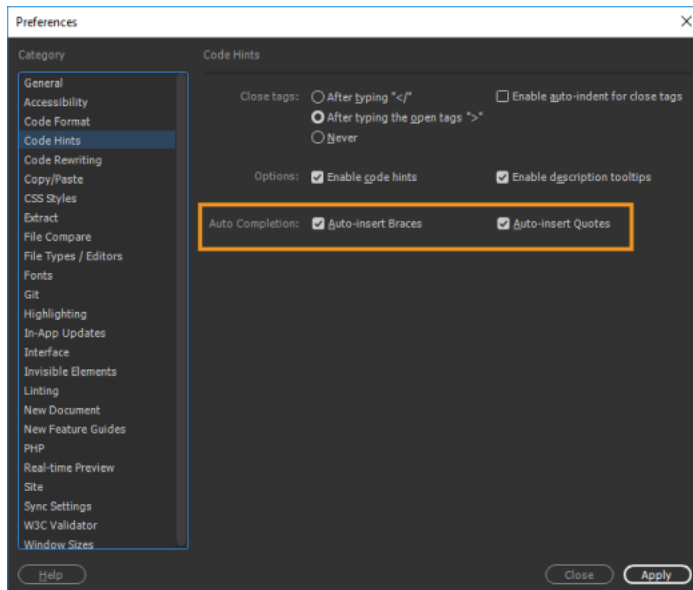 Preferences
Category
Code Hints
General
Accessibility
Code Format
Code Hints
Code Rewriting
Copy/Paste
CSS Styles
Extract
File Compare
File Types / Editors
Fonts
Git
Highlighting
In-App Updates
Interface
Invisible Elements
Linting
New Document
New Feature Guides
PHP
Real-time Preview
Site
Sync Settings
W3C Validator
Window Sizes
Close tags: After typing "</" Enable auto-indent for close tags
After typing the open tags ">"
Never
Options: Enable code hints Enable description tooltips
Auto Completion: Auto-insert Braces Auto-insert Quotes
Help Close Apply